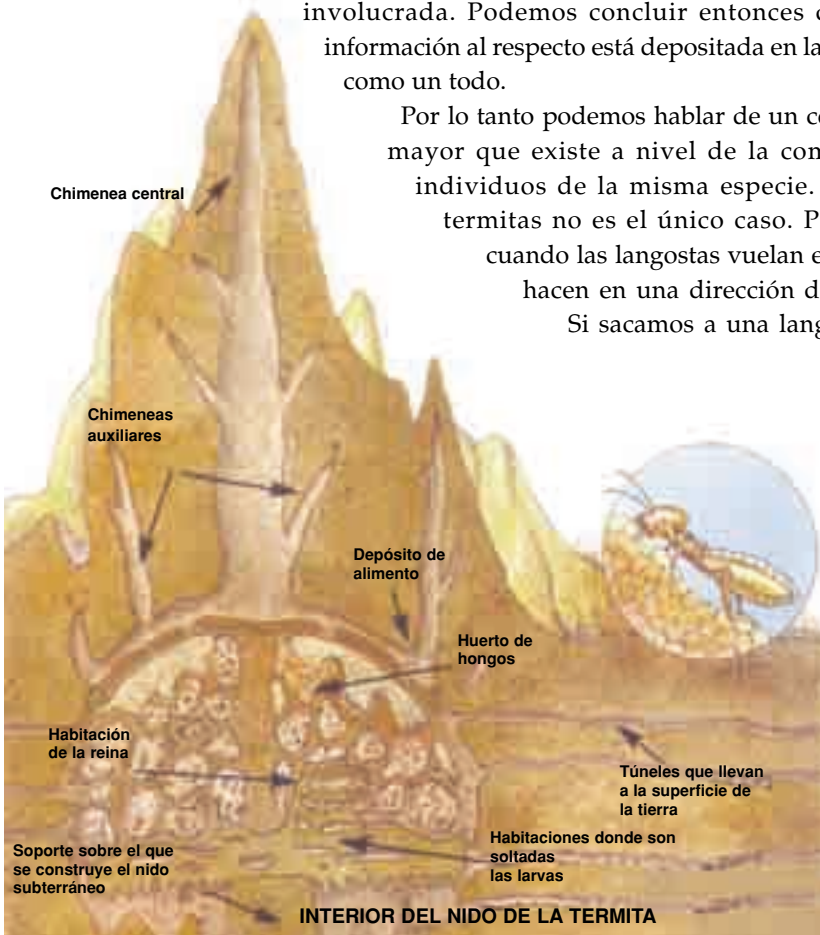 involucrada. Podemos concluir entonces
información al respecto está depositada en la
como un todo.
Por lo tanto podemos hablar de un
mayor que existe a nivel de la
individuos de la misma especie.
termitas no es el único caso.
cuando las langostas vuelan
hacen en una dirección
Si sacamos a una
Chimenea central
Chimeneas
auxiliares
Depósito de
alimento
Huerto de
hongos
Habitación
de la reina
Túneles que llevan
a la superficie de
la tierra
Habitaciones donde son
soltadas
las larvas
Soporte sobre el que
se construye el nido
subterráneo
INTERIOR DEL NIDO DE LA TERMITA